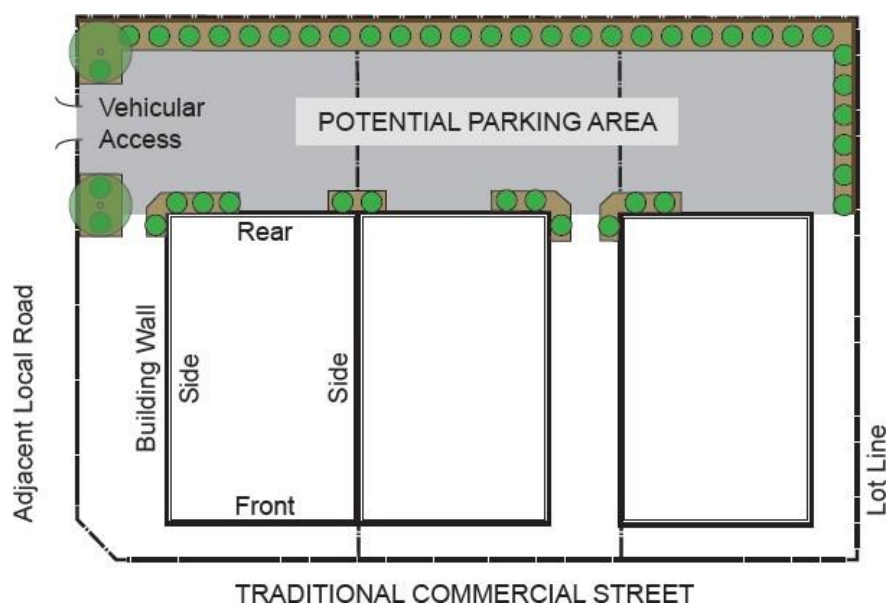 Vehicular
Access
POTENTIAL PARKING AREA
Rear
Adjacent Local Road
Building Wall
Side
Side
Front
Lot Line
TRADITIONAL COMMERCIAL STREET